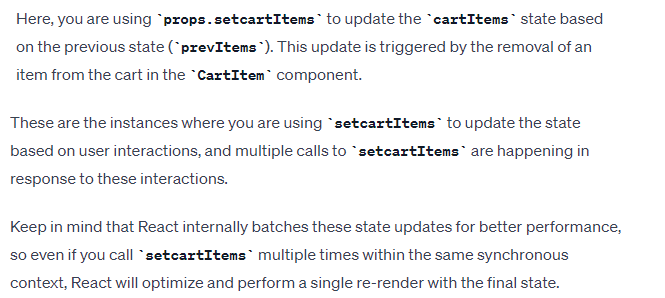 Here, you are using `props.setcartItems` to update the `cartItems` state based
on the previous state (`prevItems`). This update is triggered by the removal of an
item from the cart in the `CartItem` component.
These are the instances where you are using `setcartItems` to update the state
based on user interactions, and multiple calls to `setcartItems` are happening in
response to these interactions.
Keep in mind that React internally batches these state updates for better performance,
so even if you call `setcartItems` multiple times within the same synchronous
context, React will optimize and perform a single re-render with the final state.